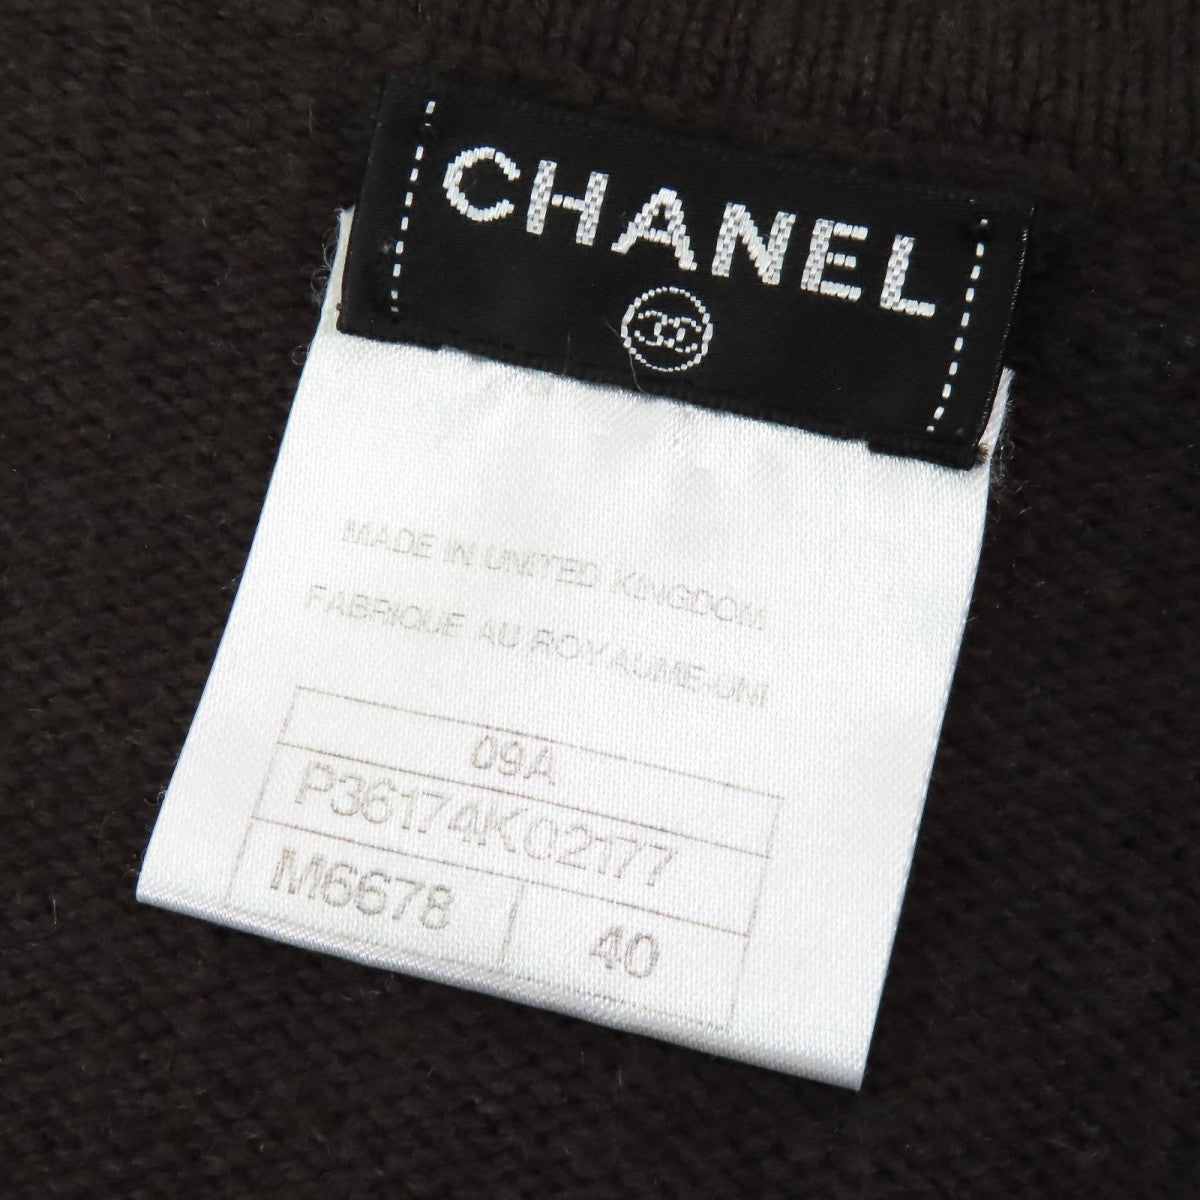 CHANEL
MADE IN UNITED KINGDOM
FABRIQUE AU ROYAUME-UNI
09A
P36174K02177
M6678 40